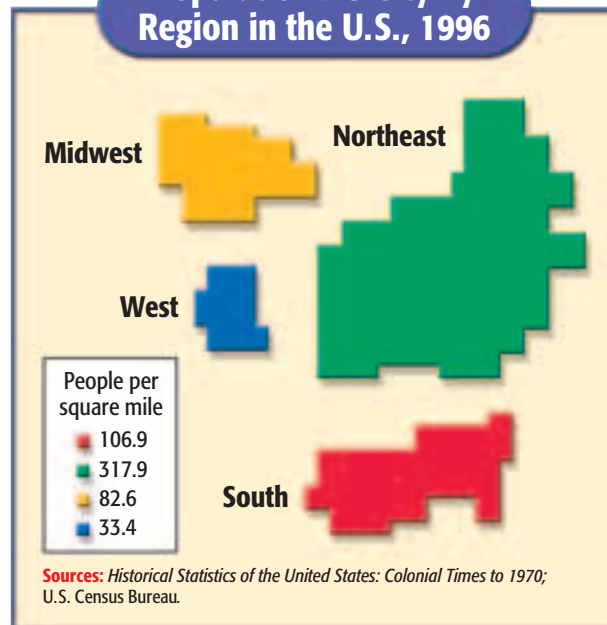 Region in the U.S., 1996
Midwest
Northeast
West
People per
square mile
106.9
317.9
82.6
33.4
South
Sources: Historical Statistics of the United States: Colonial Times to 1970;
U.S. Census Bureau.